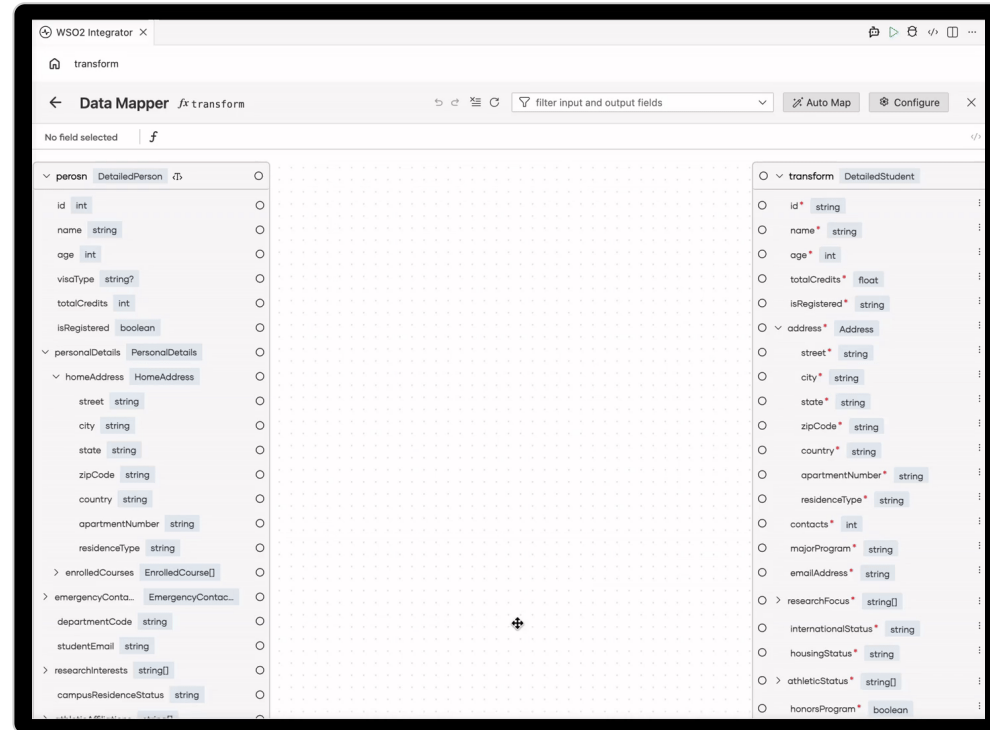 WSO2 Integrator
transform
Data Mapper fx transform
filter input and output fields
Auto Map
Configure
No field selected
perosn DetailedPerson
id int
name string
age int
visaType string?
totalCredits int
isRegistered boolean
personalDetails PersonalDetails
homeAddress HomeAddress
street string
city string
state string
zipCode string
country string
apartmentNumber string
residenceType string
enrolledCourses EnrolledCourse[]
emergencyConta... EmergencyContac...
departmentCode string
studentEmail string
researchInterests string[]
campusResidenceStatus string
transform DetailedStudent
id* string
name* string
age* int
totalCredits* float
isRegistered* string
address* Address
street* string
city* string
state* string
zipCode* string
country* string
apartmentNumber* string
residenceType* string
contacts* int
majorProgram* string
emailAddress* string
researchFocus* string[]
internationalStatus* string
housingStatus* string
athleticStatus* string[]
honorsProgram* boolean